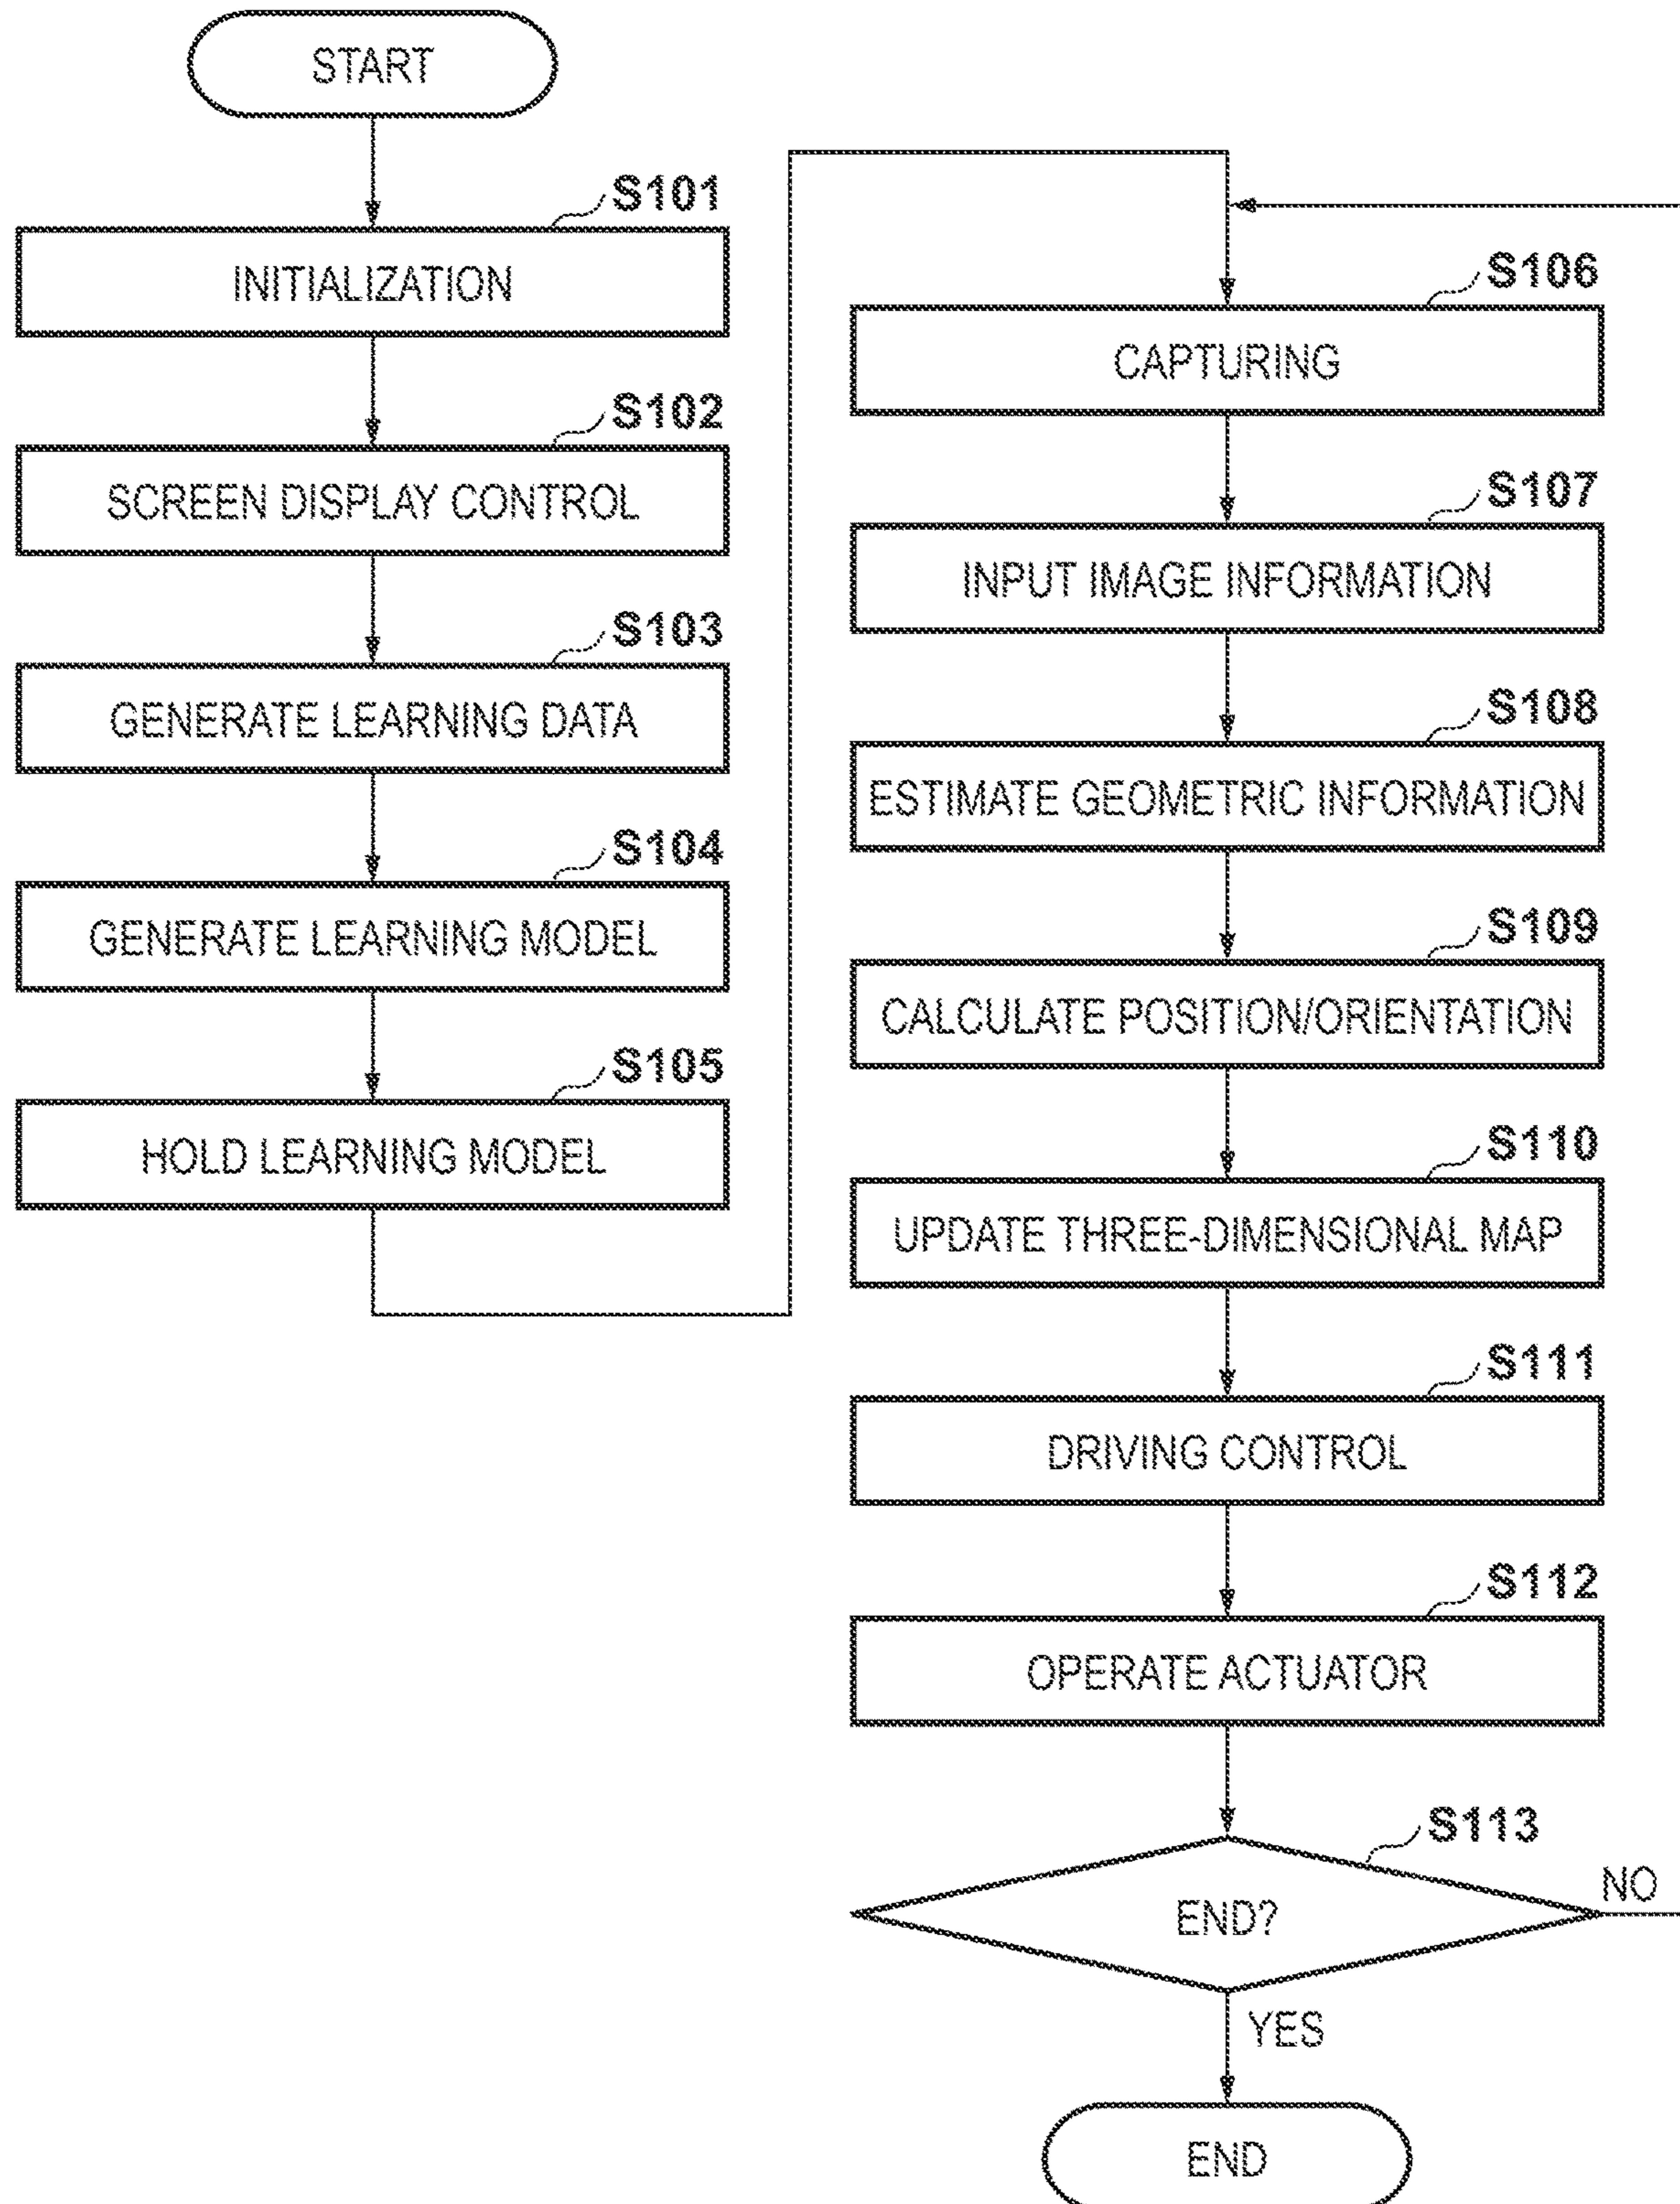 START
S101
INITIALIZATION
S102
SCREEN DISPLAY CONTROL
S103
GENERATE LEARNING DATA
S104
GENERATE LEARNING MODEL
S105
HOLD LEARNING MODEL
S106
CAPTURING
S107
INPUT IMAGE INFORMATION
S108
ESTIMATE GEOMETRIC INFORMATION
S109
CALCULATE POSITION/ORIENTATION
S110
UPDATE THREE-DIMENSIONAL MAP
S111
DRIVING CONTROL
S112
OPERATE ACTUATOR
S113
END?
NO
YES
END